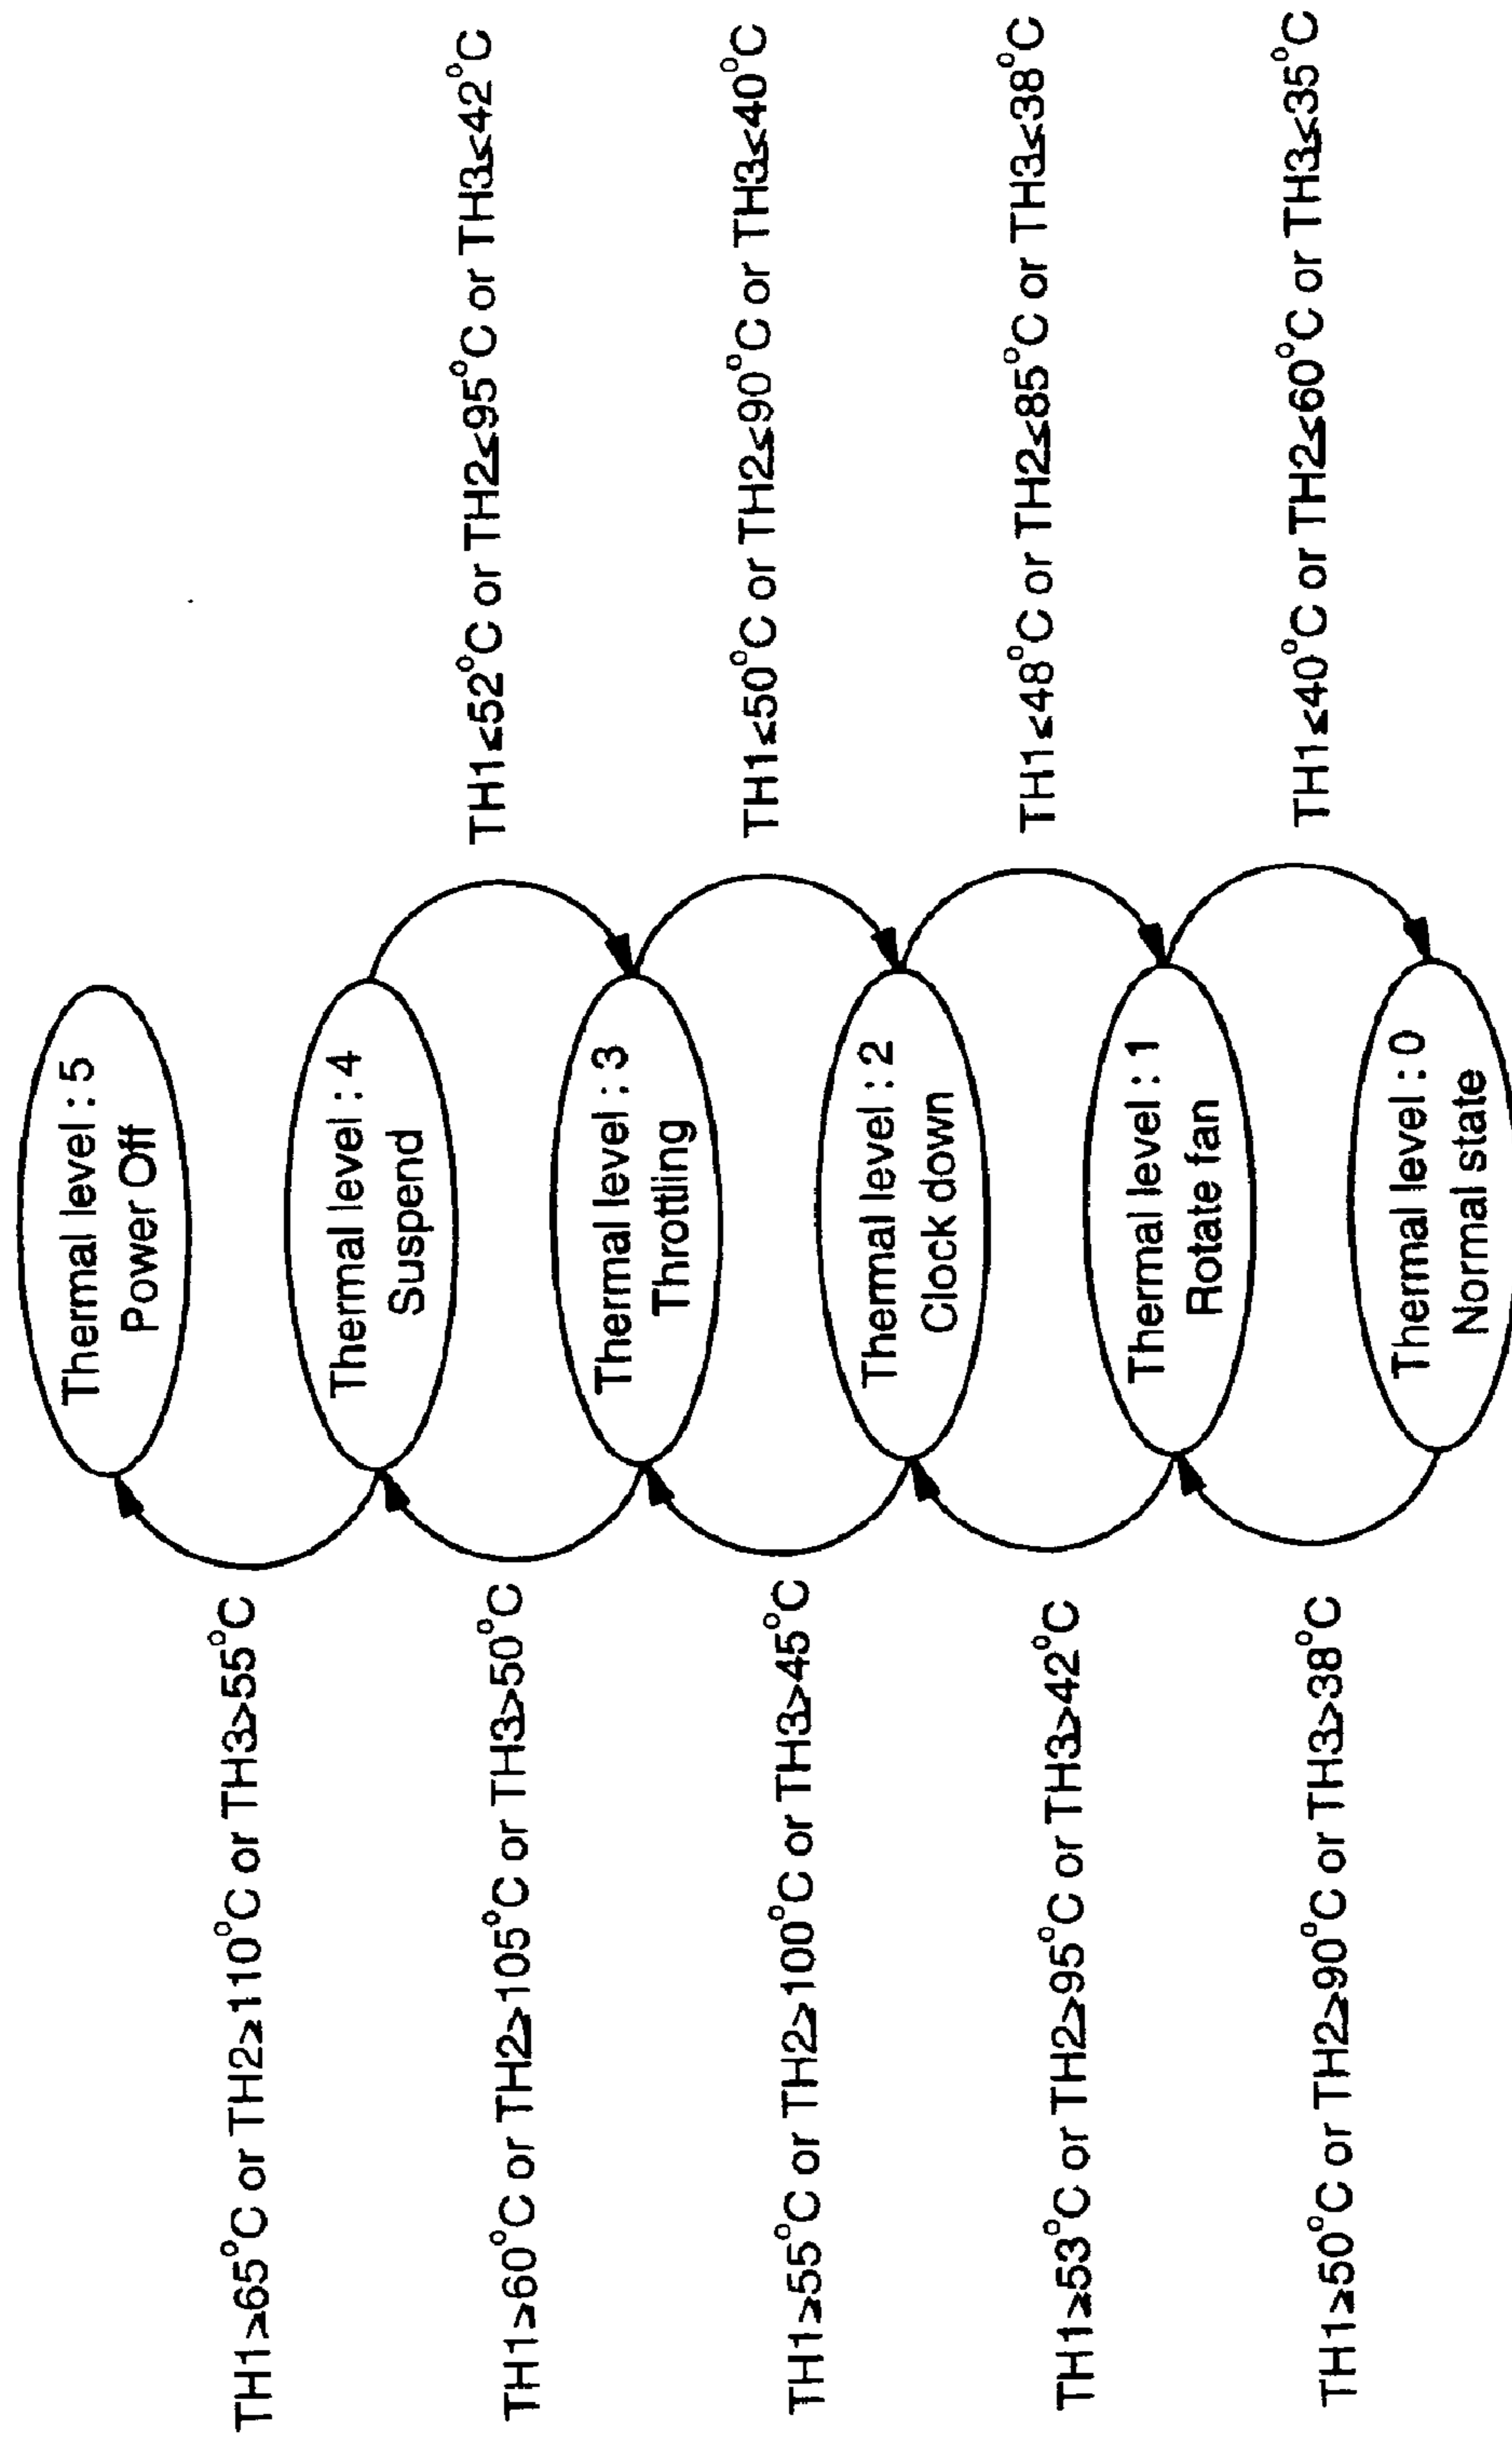 Thermal level : 5
Power Off
TH1≥65°C or TH2≥110°C or TH3≥55°C
Thermal level : 4
Suspend
TH1≥60°C or TH2≥105°C or TH3≥50°C
TH1≤52°C or TH2≤95°C or TH3≤42°C
Thermal level : 3
Throttling
TH1≥55°C or TH2≥100°C or TH3≥45°C
TH1≤50°C or TH2≤90°C or TH3≤40°C
Thermal level : 2
Clock down
TH1≥53°C or TH2≥95°C or TH3≥42°C
TH1≤48°C or TH2≤85°C or TH3≤38°C
Thermal level : 1
Rotate fan
TH1≥50°C or TH2≥90°C or TH3≥38°C
TH1≤40°C or TH2≤60°C or TH3≤35°C
Thermal level : 0
Normal state